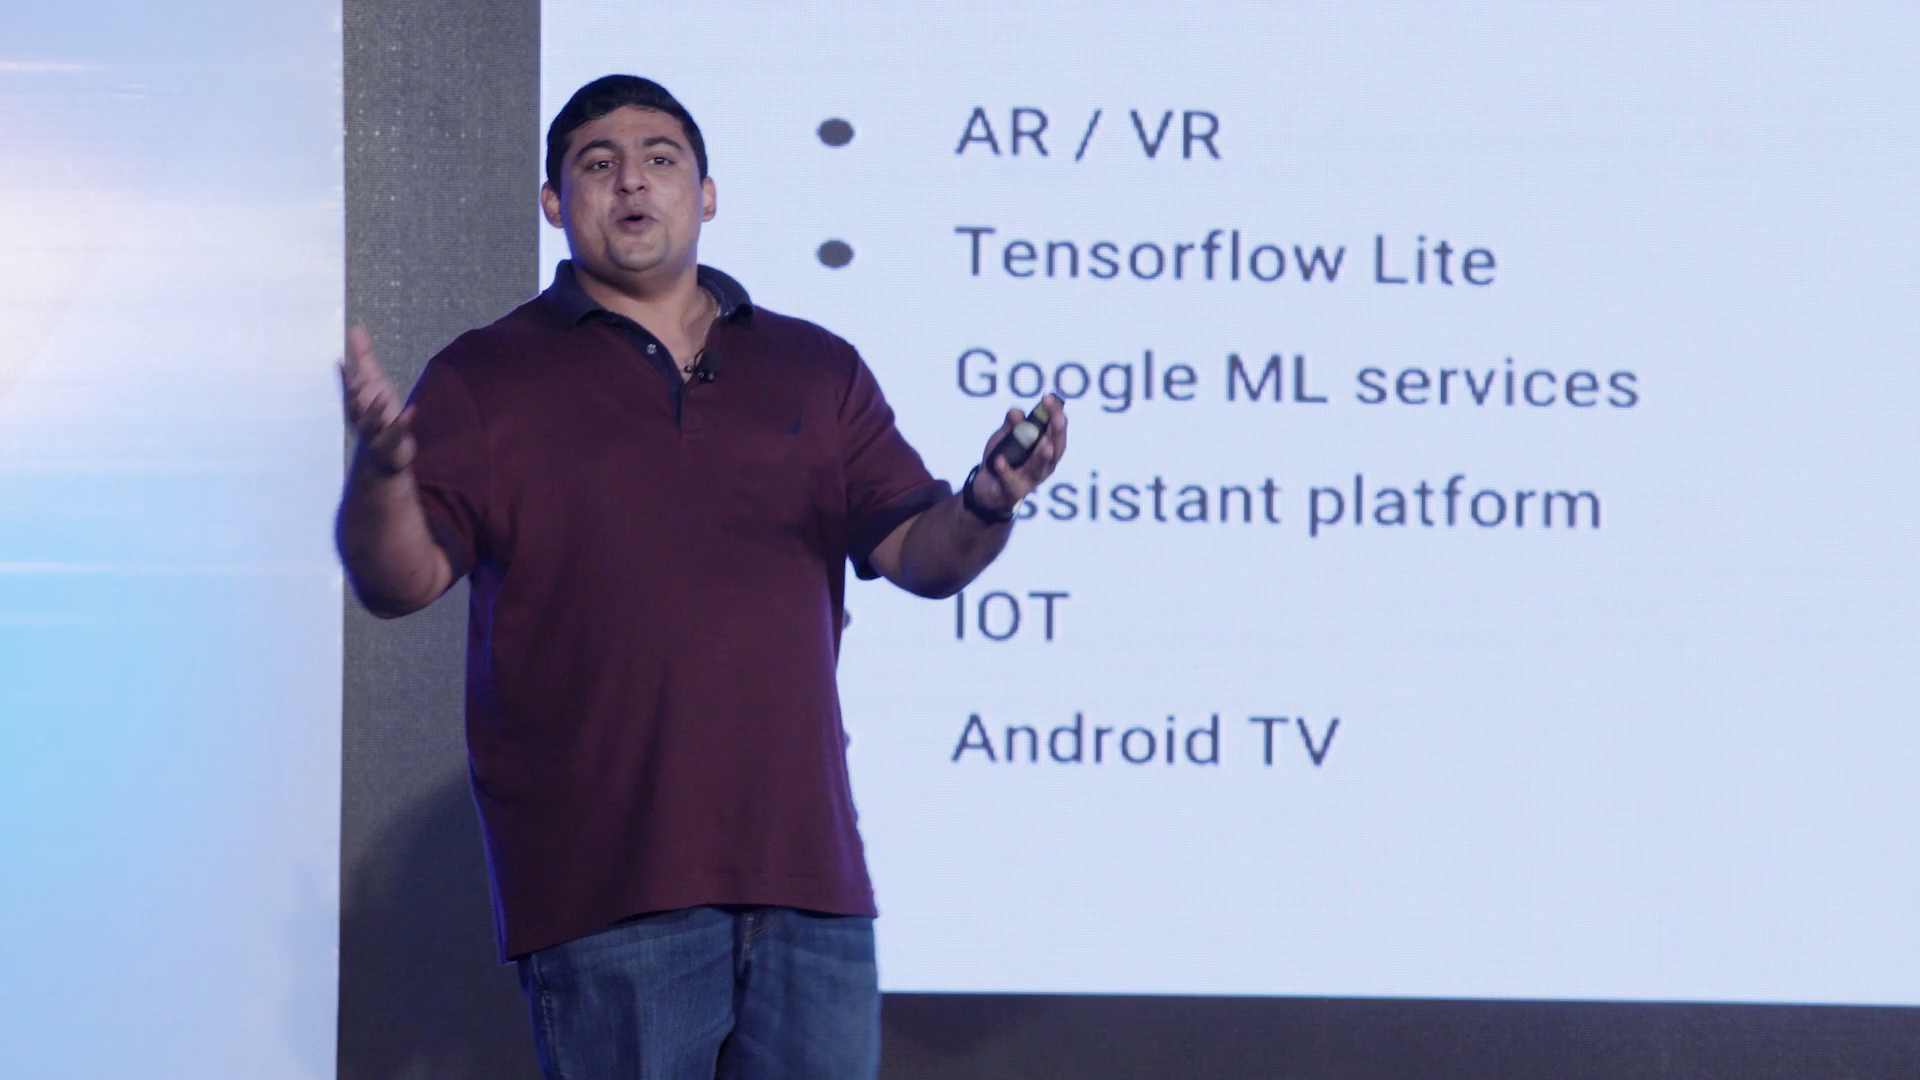 AR / VR
Tensorflow Lite
Google ML services
ssistant platform
IOT
Android TV